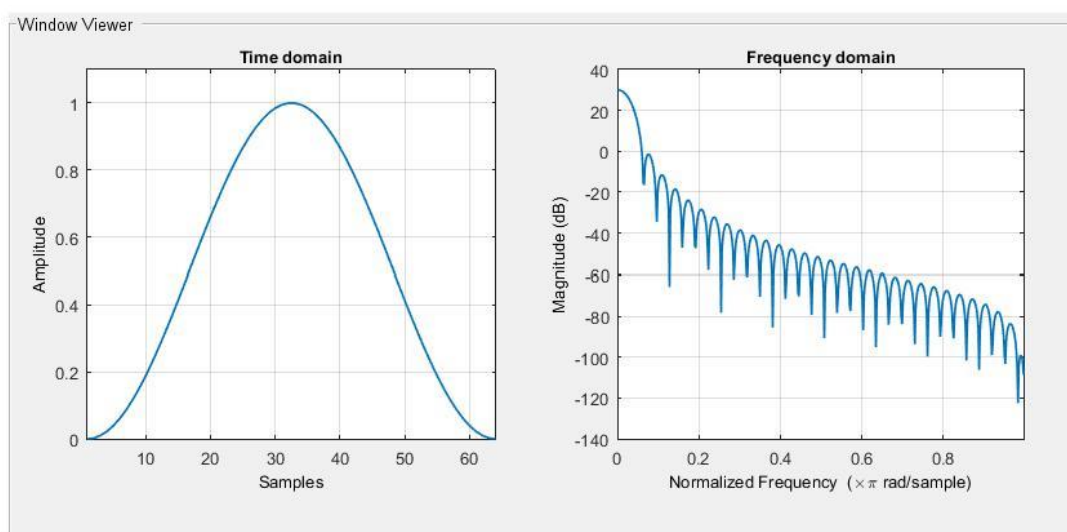 Window Viewer
Time domain
1
0.8
0.6
0.4
0.2
0
Amplitude
10 20 30 40 50 60
Samples
Frequency domain
40
20
0
-20
-40
-60
-80
-100
-120
-140
Magnitude (dB)
0 0.2 0.4 0.6 0.8
Normalized Frequency (×π rad/sample)